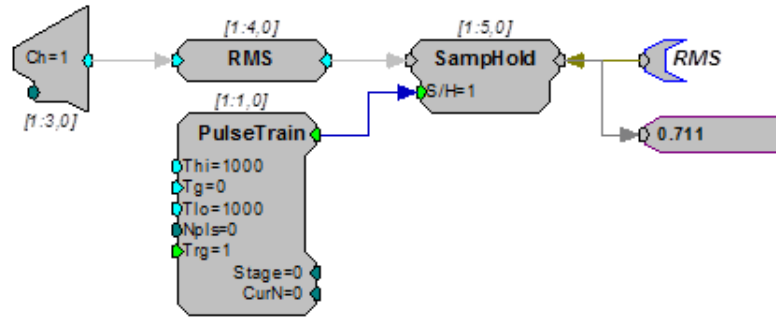 [1:4,0]
[1:5,0]
Ch=1
RMS
SampHold
RMS
[1:3,0]
[1:1,0]
S/H=1
PulseTrain
0.711
Thi=1000
Tg=0
Tlo=1000
Npls=0
Trg=1
Stage=0
CurN=0